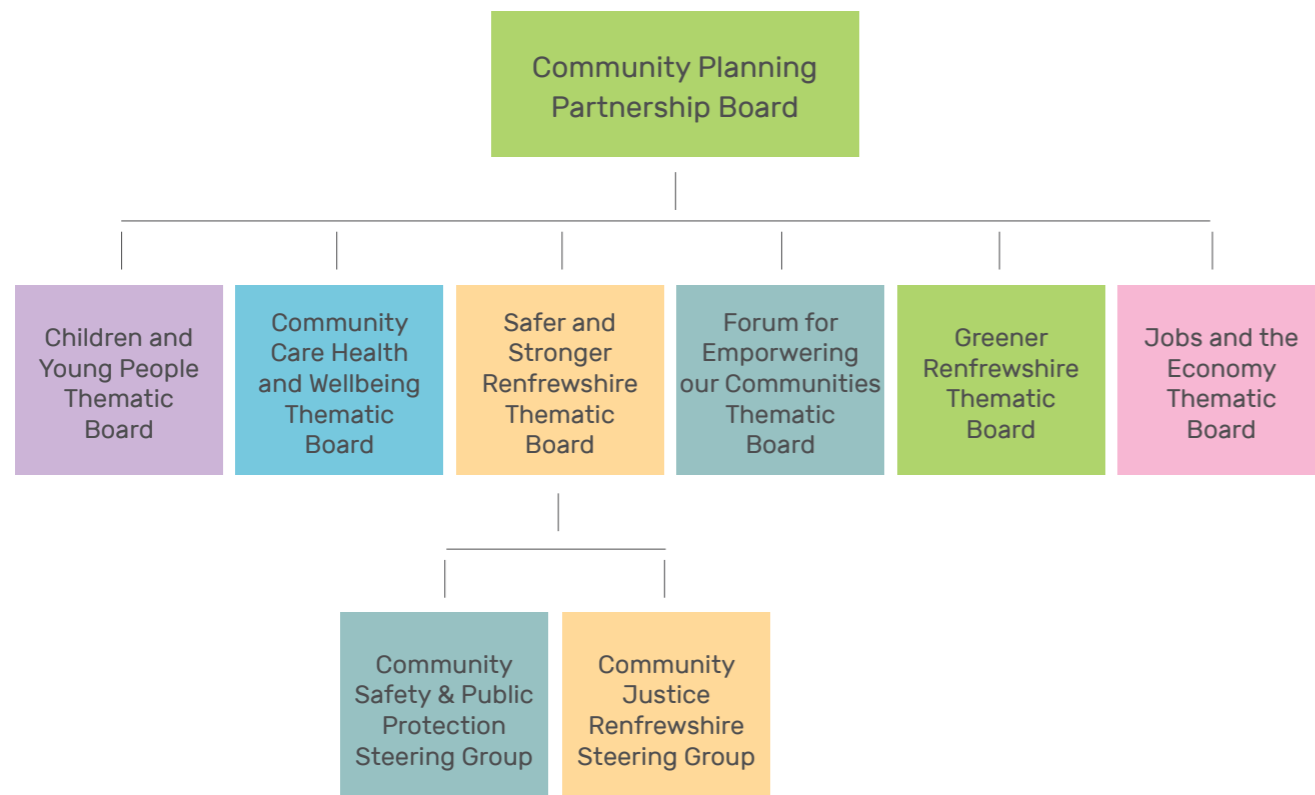 Community Planning
Partnership Board
Children and
Young People
Thematic
Board
Community
Care Health
and Wellbeing
Thematic
Board
Safer and
Stronger
Renfrewshire
Thematic
Board
Forum for
Emporwering
our Communities
Thematic
Board
Greener
Renfrewshire
Thematic
Board
Jobs and the
Economy
Thematic
Board
Community
Safety & Public
Protection
Steering Group
Community
Justice
Renfrewshire
Steering Group